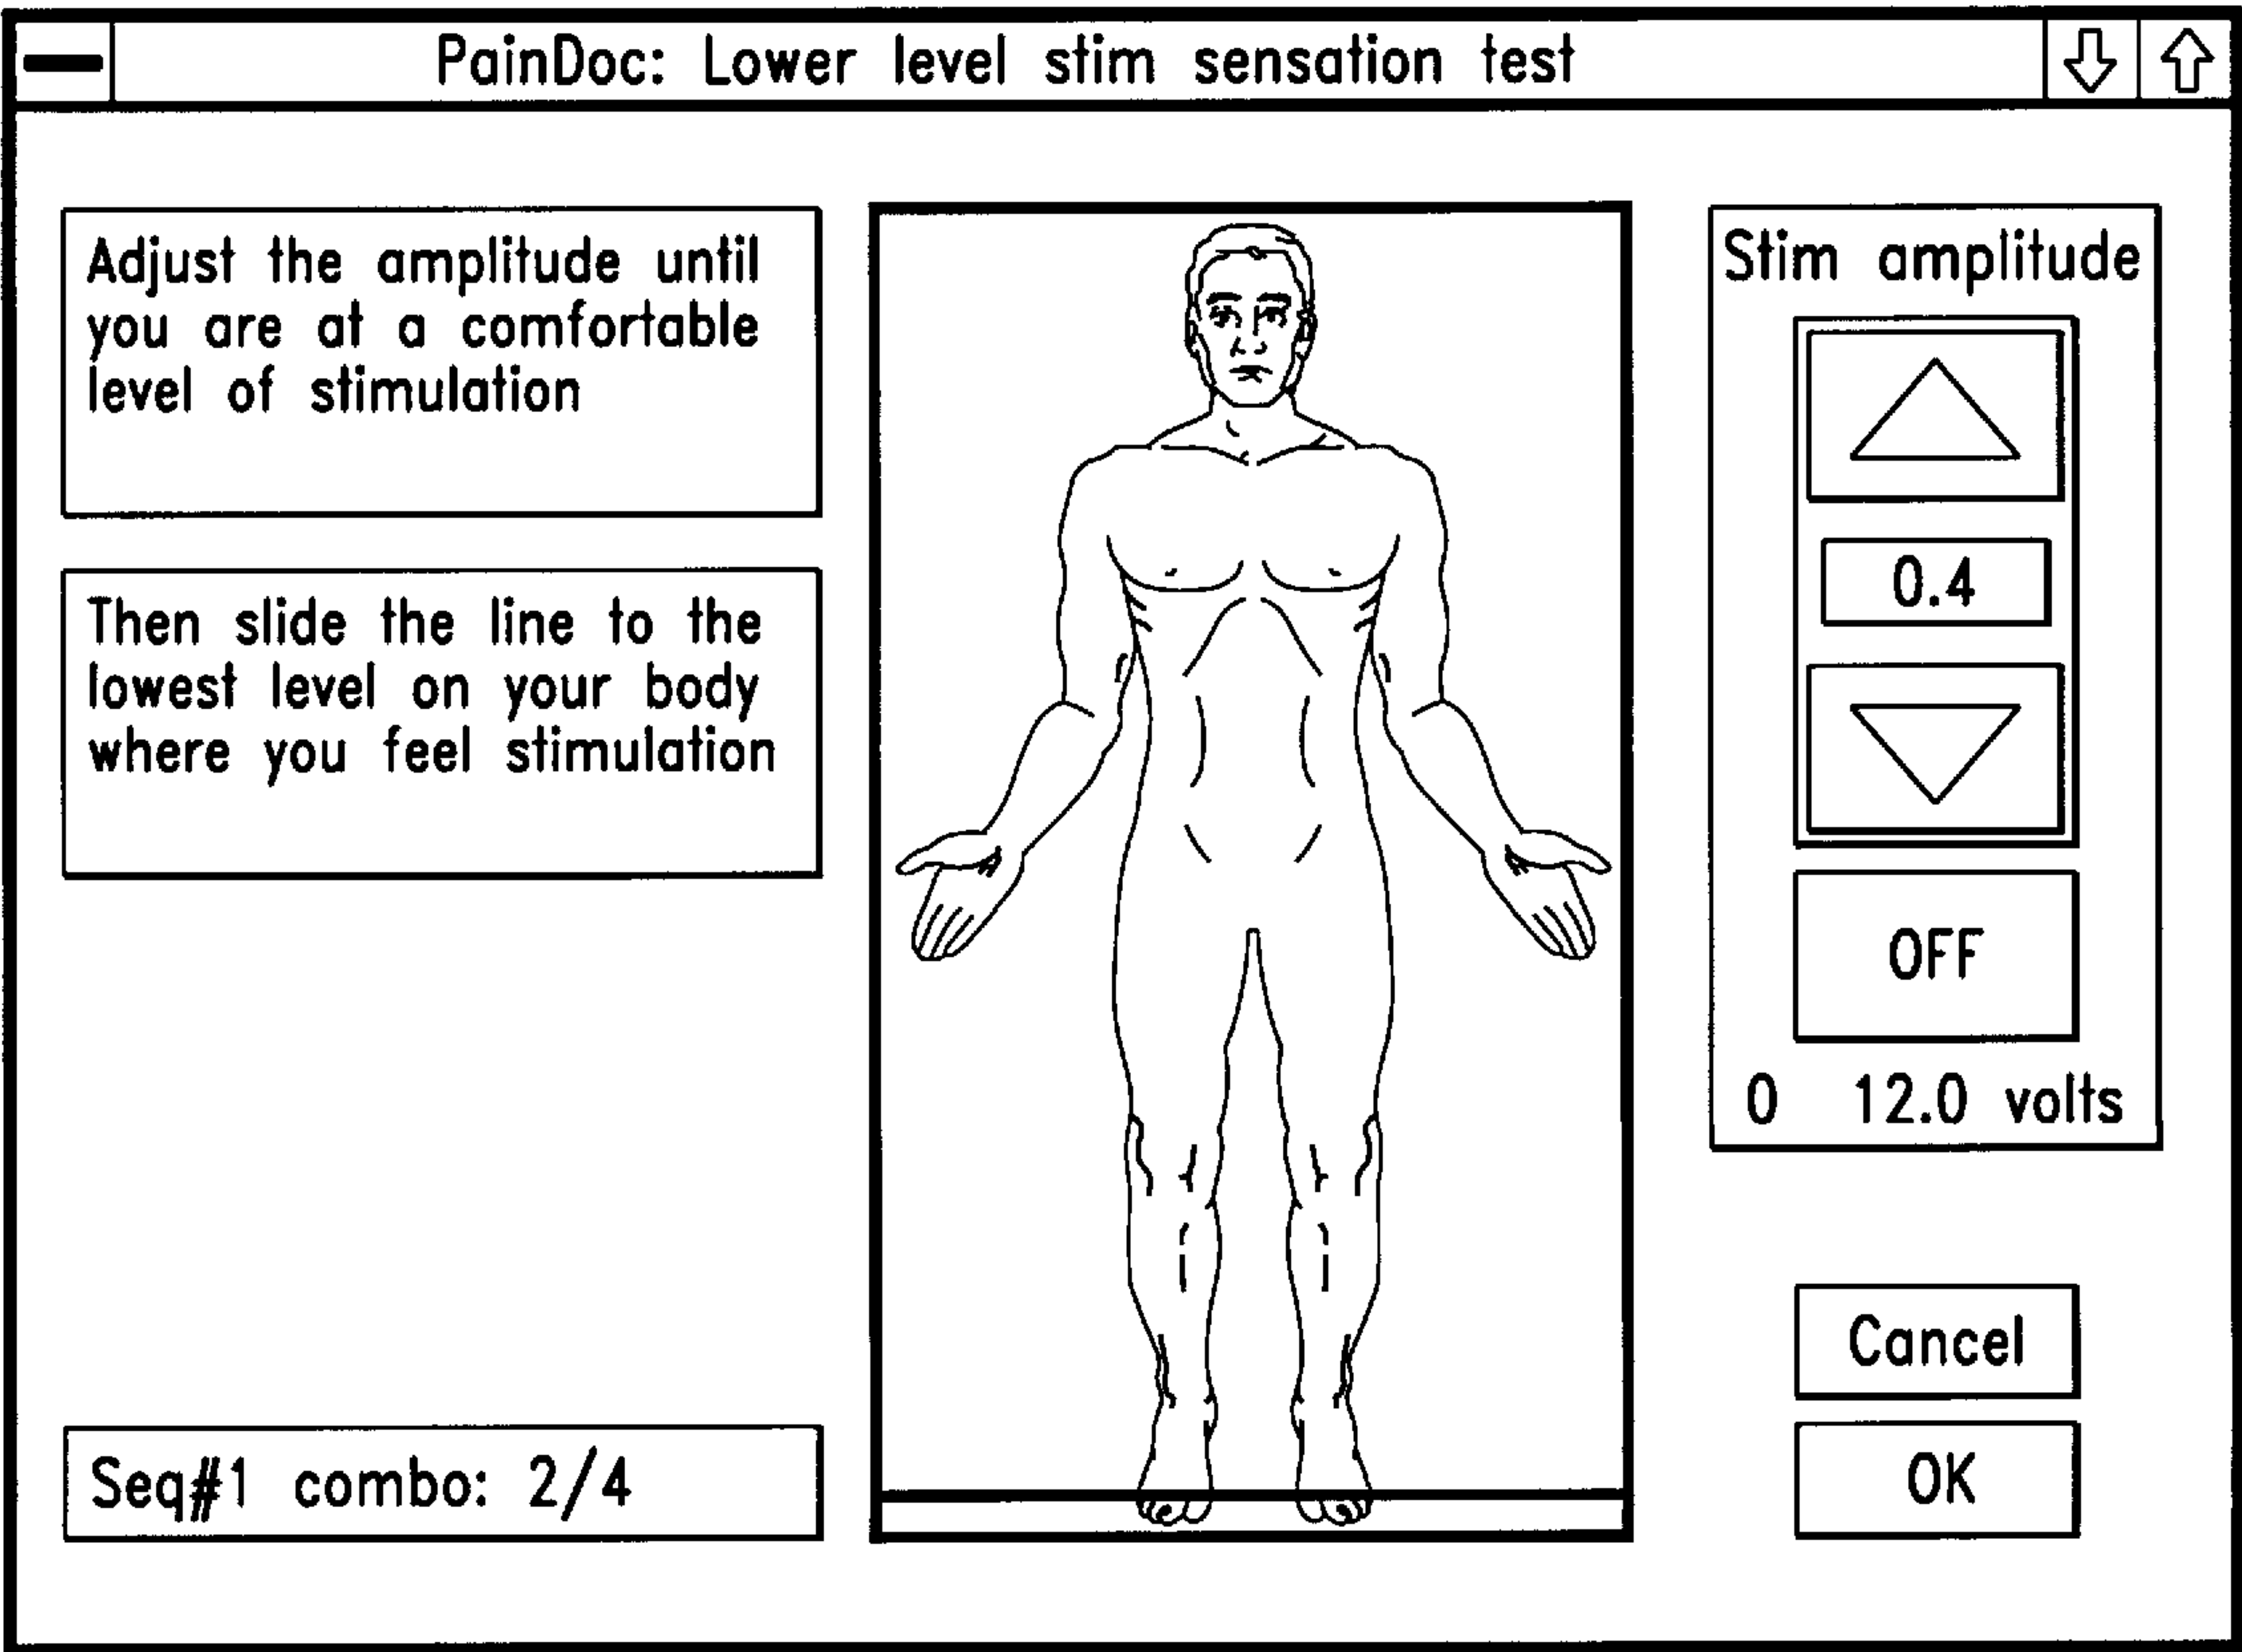 PainDoc: Lower level stim sensation test
Adjust the amplitude until
you are at a comfortable
level of stimulation
Then slide the line to the
lowest level on your body
where you feel stimulation
Seq#1 combo: 2/4
Stim amplitude
0.4
OFF
0 12.0 volts
Cancel
OK